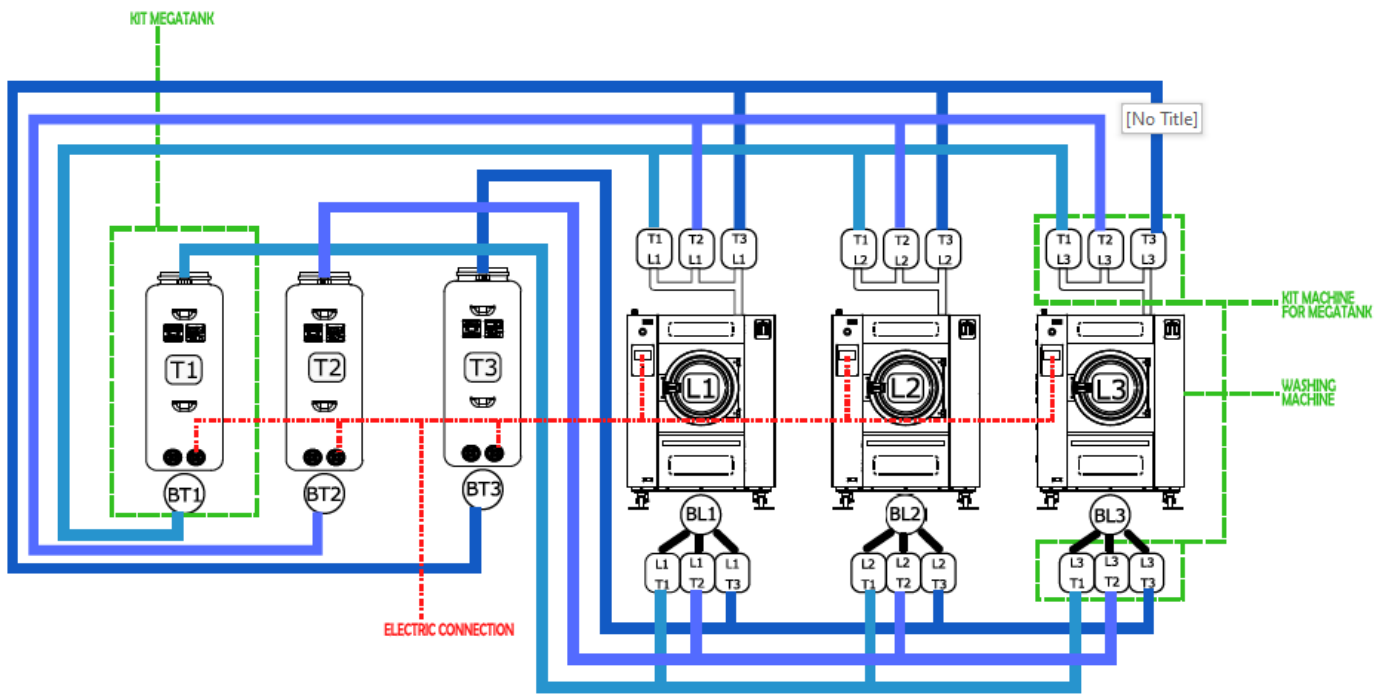 KIT MEGATANK
[No Title]
T1 L1
T2 L1
T3 L1
T1 L2
T2 L2
T3 L2
T1 L3
T2 L3
T3 L3
KIT MACHINE
FOR MEGATANK
T1
T2
T3
L1
L2
L3
WASHING
MACHINE
BT1
BT2
BT3
BL1
BL2
BL3
L1 T1
L1 T2
L1 T3
L2 T1
L2 T2
L2 T3
L3 T1
L3 T2
L3 T3
ELECTRIC CONNECTION